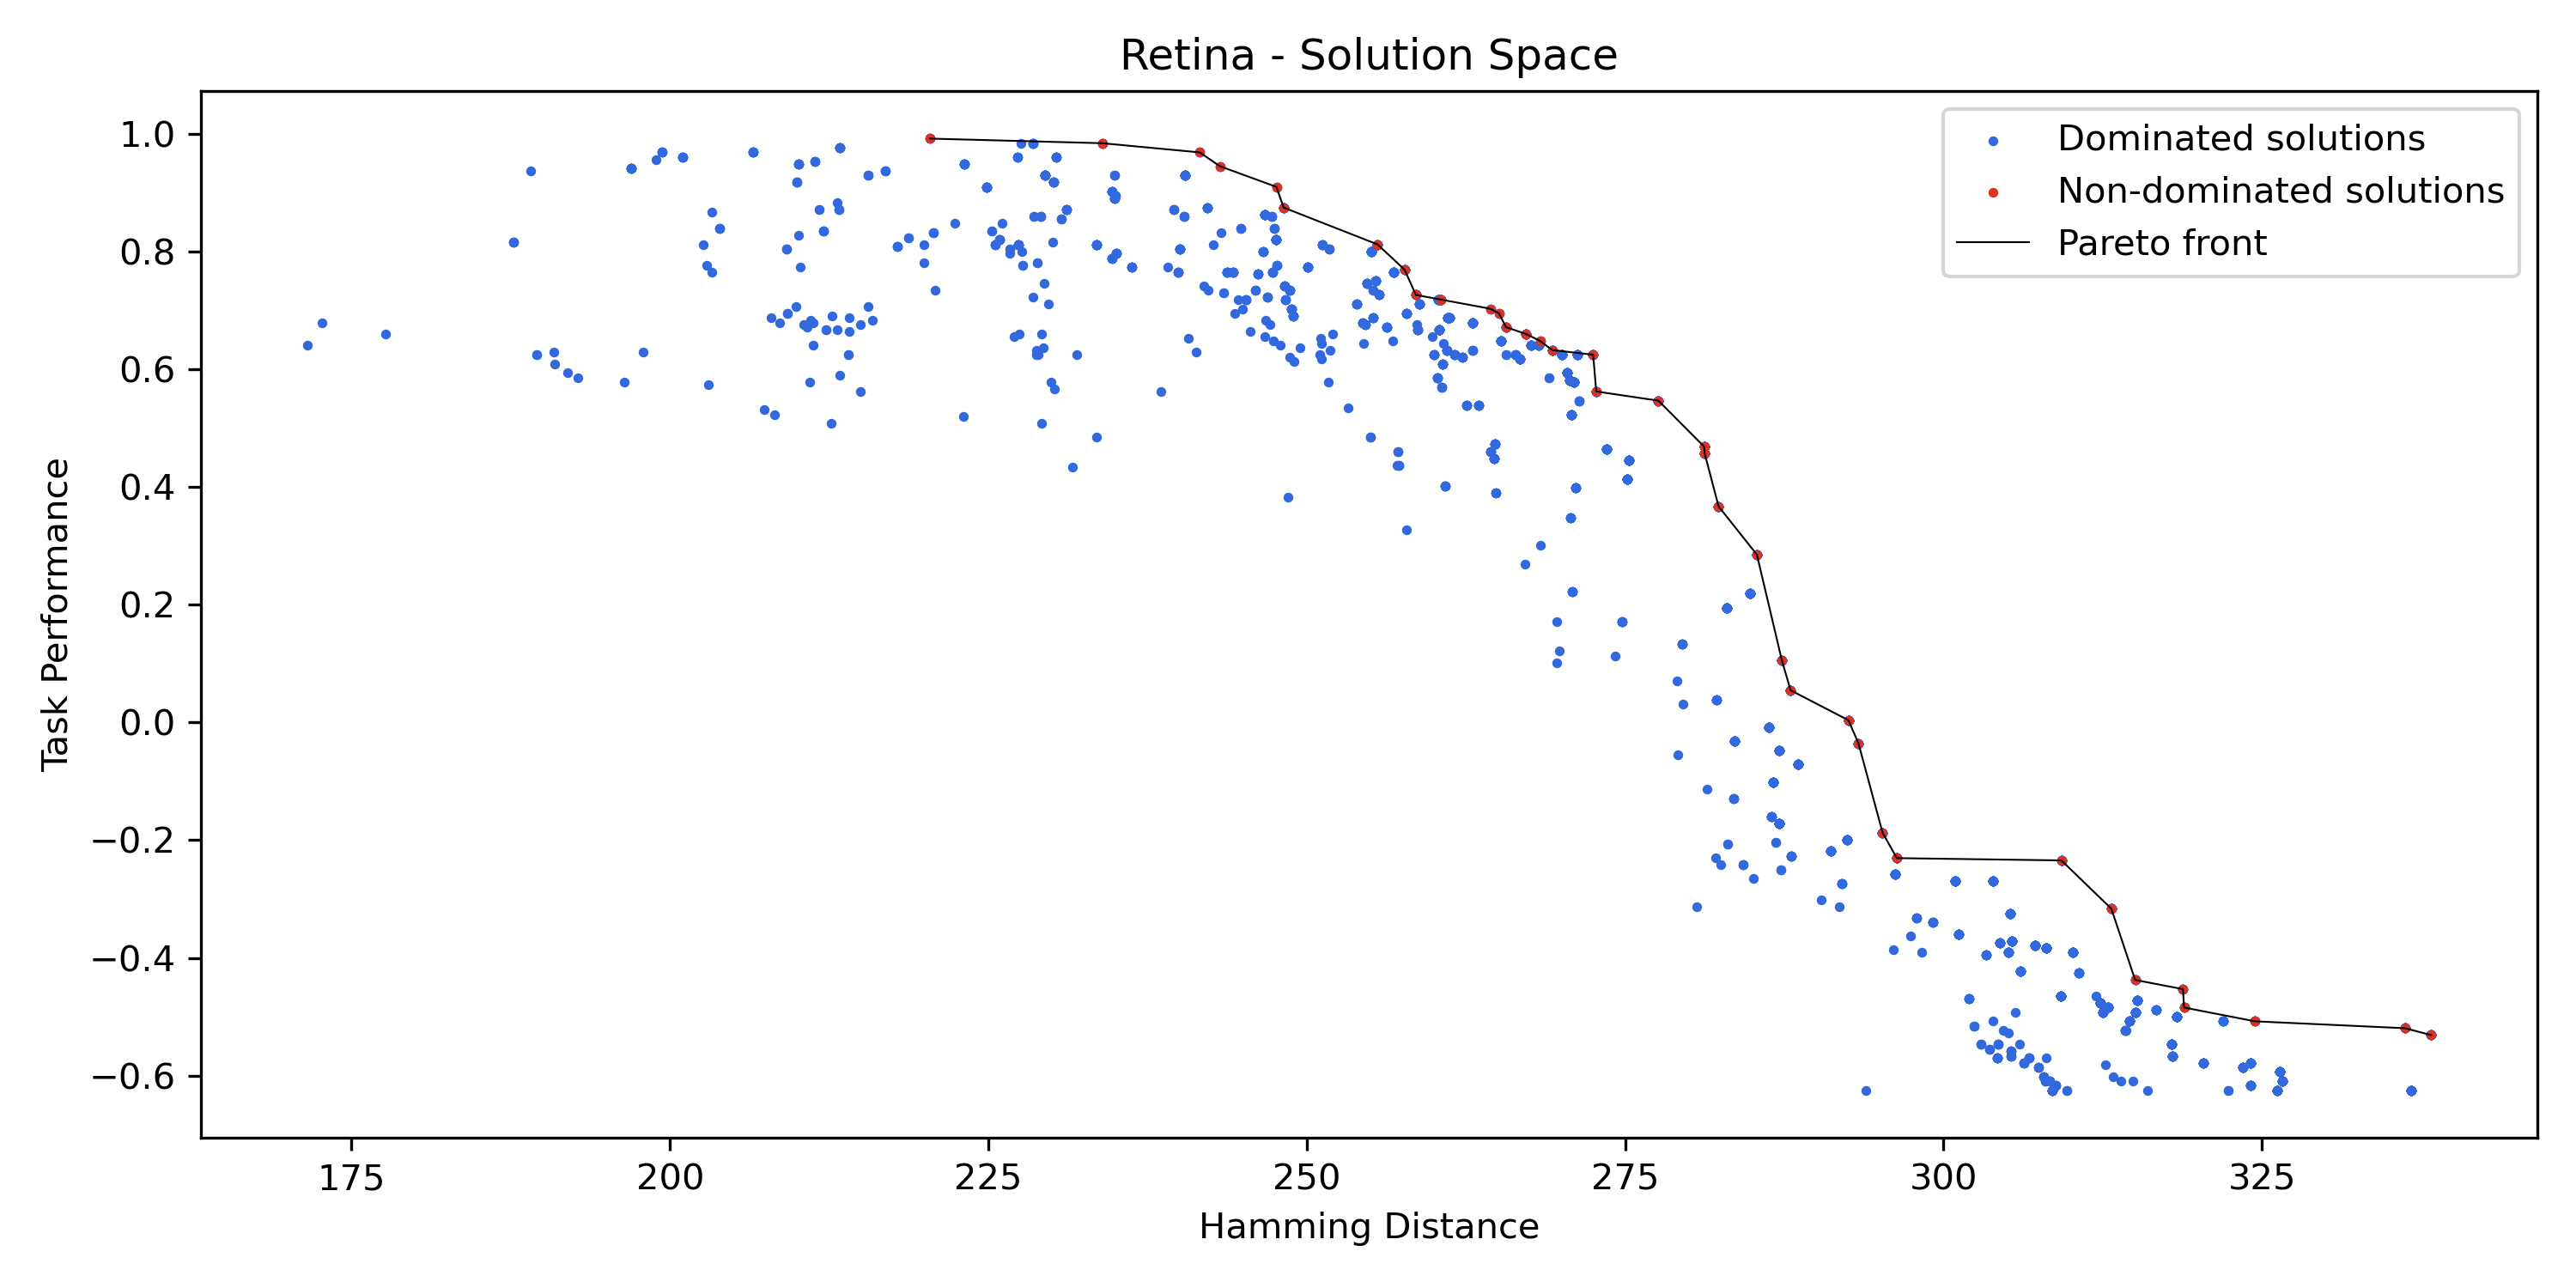 Retina - Solution Space
Dominated solutions
Non-dominated solutions
Pareto front
1.0
0.8
0.6
0.4
0.2
0.0
−0.2
−0.4
−0.6
Task Performance
175 200 225 250 275 300 325
Hamming Distance